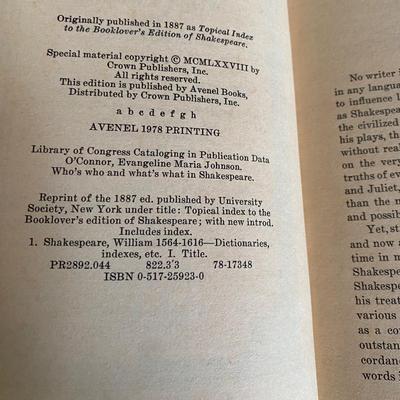 Originally published in 1887 as Topical Index
to the Booklover's Edition of Shakespeare.
Special material copyright © MCMLXXVIII by
Crown Publishers, Inc.
All rights reserved.
This edition is published by Avenel Books,
Distributed by Crown Publishers, Inc.
a b c d e f g h
AVENEL 1978 PRINTING
Library of Congress Cataloging in Publication Data
O'Connor, Evangeline Maria Johnson.
Who's who and what's what in Shakespeare.
Reprint of the 1887 ed. published by University
Society, New York under title: Topical index to the
Booklover's edition of Shakespeare; with new introd.
Includes index.
1. Shakespeare, William 1564-1616—Dictionaries,
indexes, etc. I. Title.
PR2892.044 822.3'3 78-17348
ISBN 0-517-25923-0
No writer i
in any langua
to influence l
as Shakespea
the civilized
his plays, th
without reali
on the very
truths of eve
and Juliet,
than the n
and possib
Yet, st
and now a
time in m
Shakespe
Shakespe
his treat
various
as a co
outstan
cordanc
words i